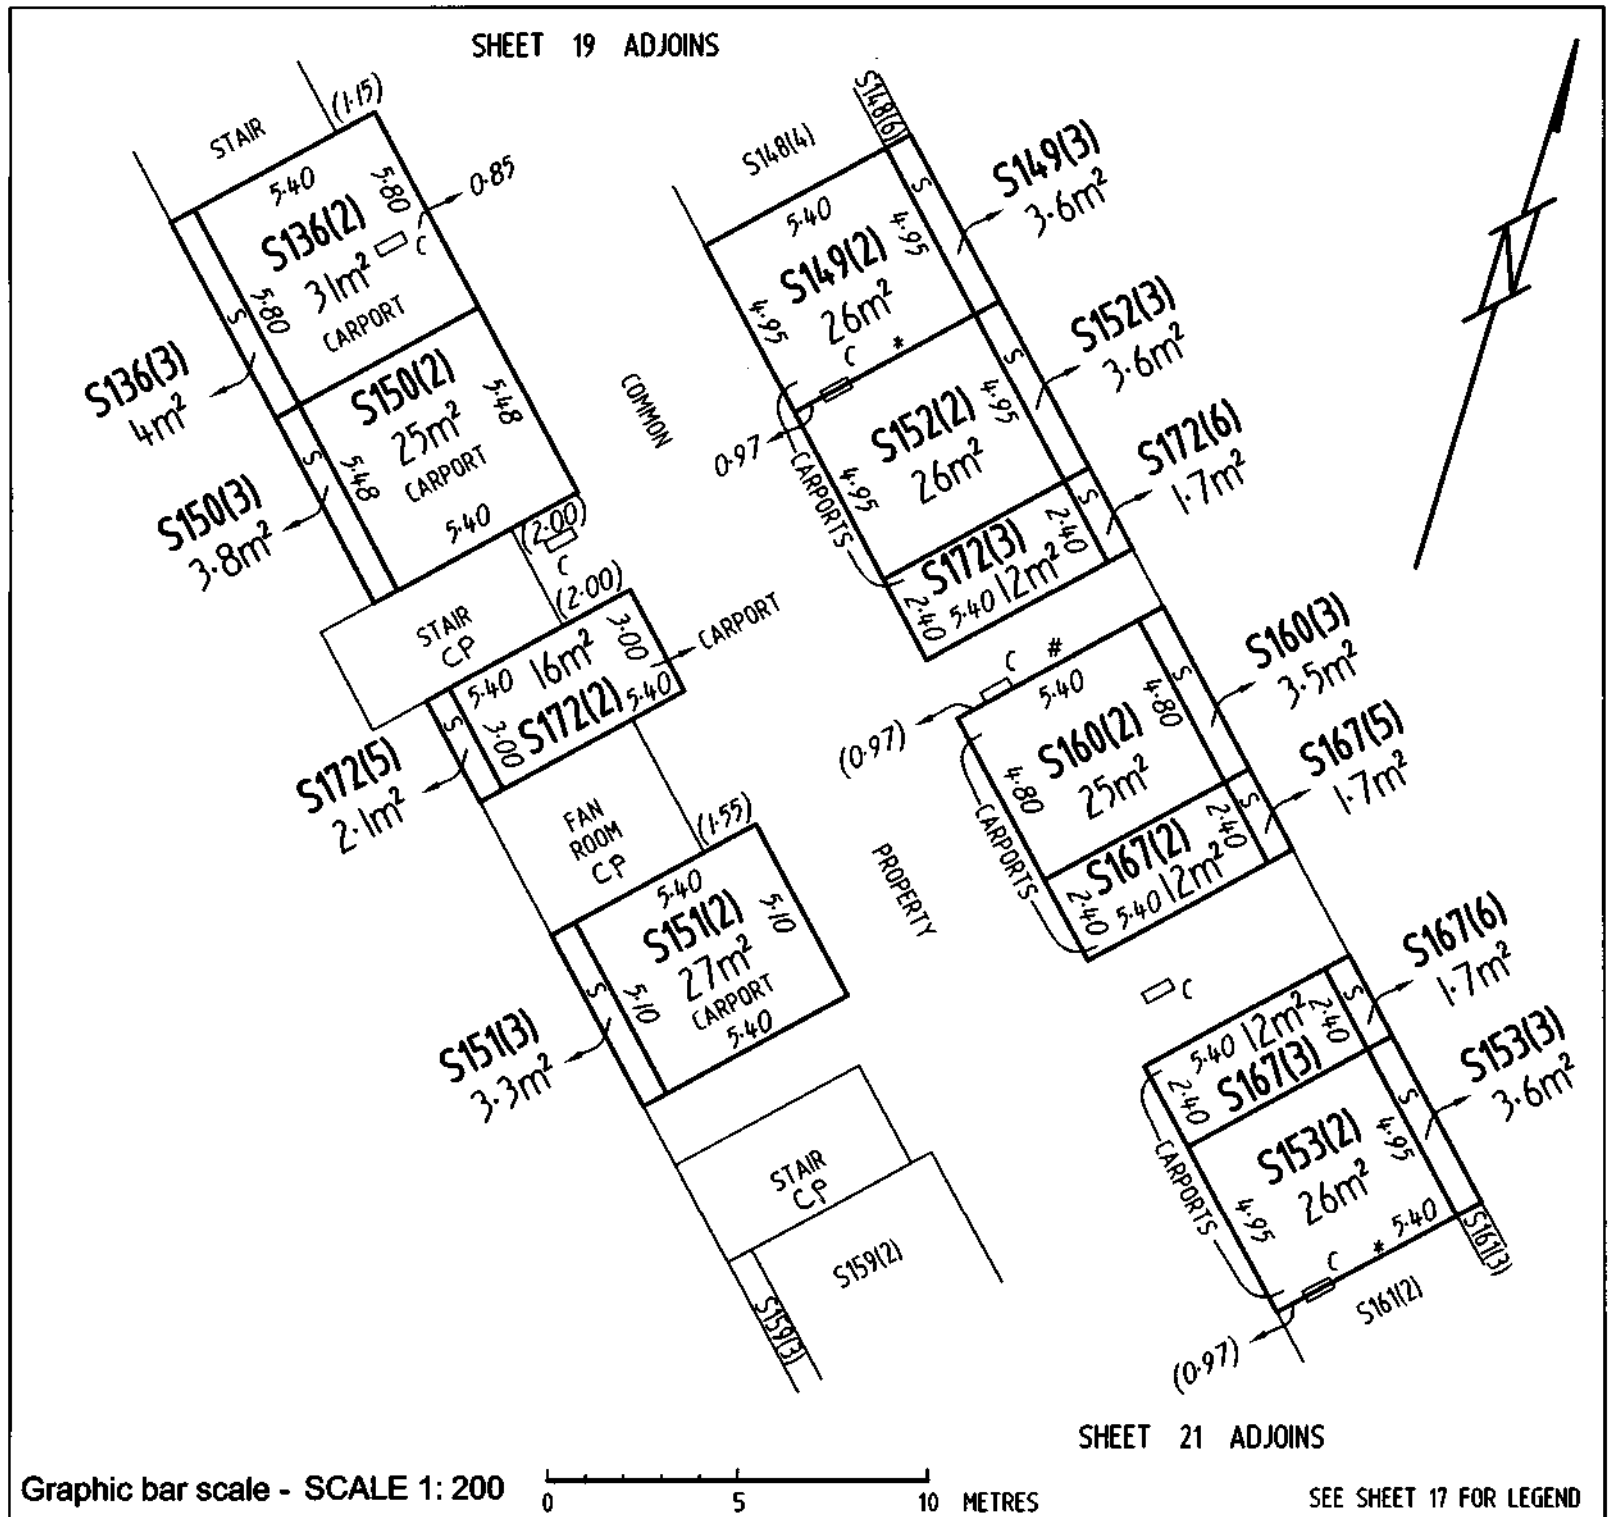 SHEET 19 ADJOINS
STAIR
(1·15)
5·40
5·80
0·85
S136(2)
C
31m²
5·80
CARPORT
S
S136(3)
4m²
S150(2)
25m²
5·48
CARPORT
S
5·48
S150(3)
3·8m²
5·40
(2·00)
C
(2·00)
STAIR
CP
CARPORT
3·00
5·40
16m²
S172(2)
5·40
S
3·00
S172(5)
2·1m²
FAN
ROOM
CP
(1·55)
5·40
5·10
S151(2)
27m²
CARPORT
S
5·10
5·40
S151(3)
3·3m²
STAIR
CP
S159(2)
S159(3)
COMMON
PROPERTY
S148(4)
S148(6)
5·40
S
4·95
S149(3)
3·6m²
S149(2)
26m²
4·95
C *
0·97
S
4·95
S152(3)
3·6m²
S152(2)
26m²
4·95
CARPORTS
S
S172(6)
1·7m²
2·40
S172(3)
2·40
5·40 12m²
C #
(0·97)
5·40
S
4·80
S160(3)
3·5m²
S160(2)
25m²
4·80
CARPORTS
S
S167(5)
1·7m²
2·40
S167(2)
2·40
5·40 12m²
C
S
S167(6)
1·7m²
5·40 12m²
2·40
S167(3)
2·40
S
S153(3)
3·6m²
4·95
S153(2)
26m²
CARPORTS
4·95
C *
5·40
S161(3)
S161(2)
(0·97)
N
SHEET 21 ADJOINS
Graphic bar scale - SCALE 1: 200
0 5 10 METRES
SEE SHEET 17 FOR LEGEND